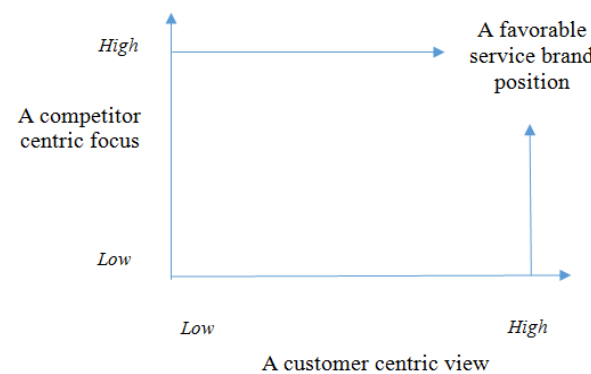 High
A favorable
service brand
position
A competitor
centric focus
Low
Low
High
A customer centric view